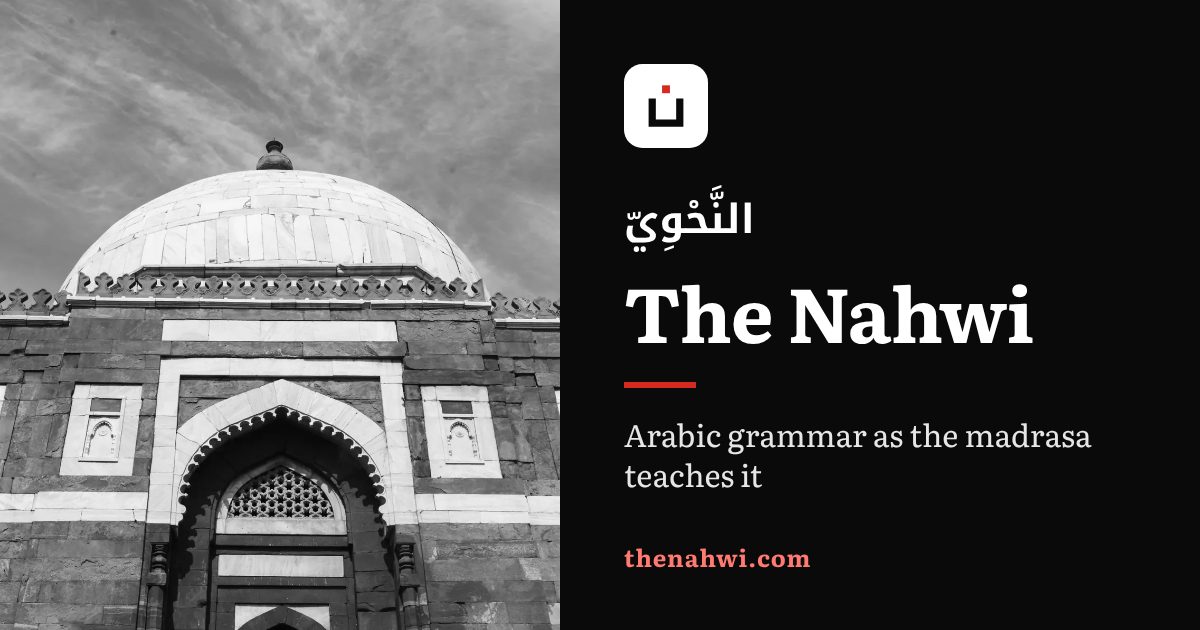 النَّحْوِيّ
The Nahwi
Arabic grammar as the madrasa
teaches it
thenahwi.com